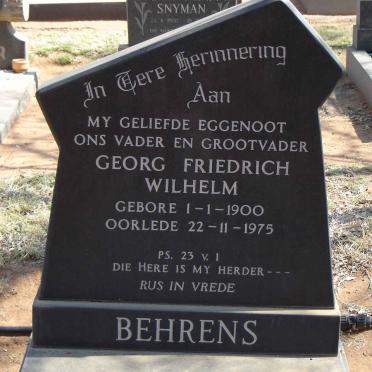 SNYMAN
In Tere Herinnering
Aan
MY GELIEFDE EGGENOOT
ONS VADER EN GROOTVADER
GEORG FRIEDRICH
WILHELM
GEBORE 1-1-1900
OORLEDE 22-11-1975
PS. 23 V. 1
DIE HERE IS MY HERDER---
RUS IN VREDE
BEHRENS